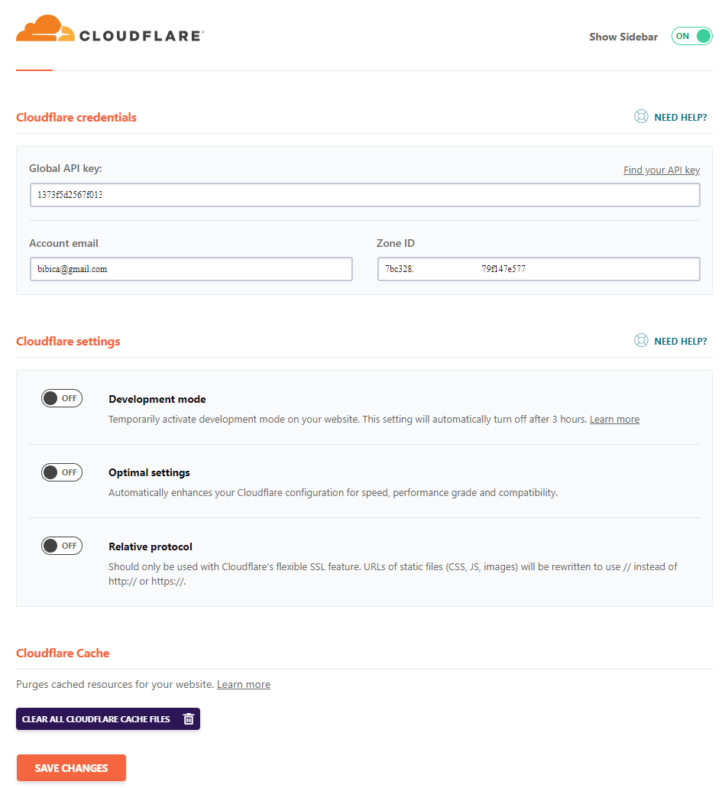 CLOUDFLARE
Show Sidebar ON
Cloudflare credentials NEED HELP?
Global API key: Find your API key
1373f5d2567f013
Account email Zone ID
bibica@gmail.com 7bc328. 79f147e577
Cloudflare settings NEED HELP?
OFF Development mode
Temporarily activate development mode on your website. This setting will automatically turn off after 3 hours. Learn more
OFF Optimal settings
Automatically enhances your Cloudflare configuration for speed, performance grade and compatibility.
OFF Relative protocol
Should only be used with Cloudflare's flexible SSL feature. URLs of static files (CSS, JS, images) will be rewritten to use // instead of
http:// or https://.
Cloudflare Cache
Purges cached resources for your website. Learn more
CLEAR ALL CLOUDFLARE CACHE FILES
SAVE CHANGES